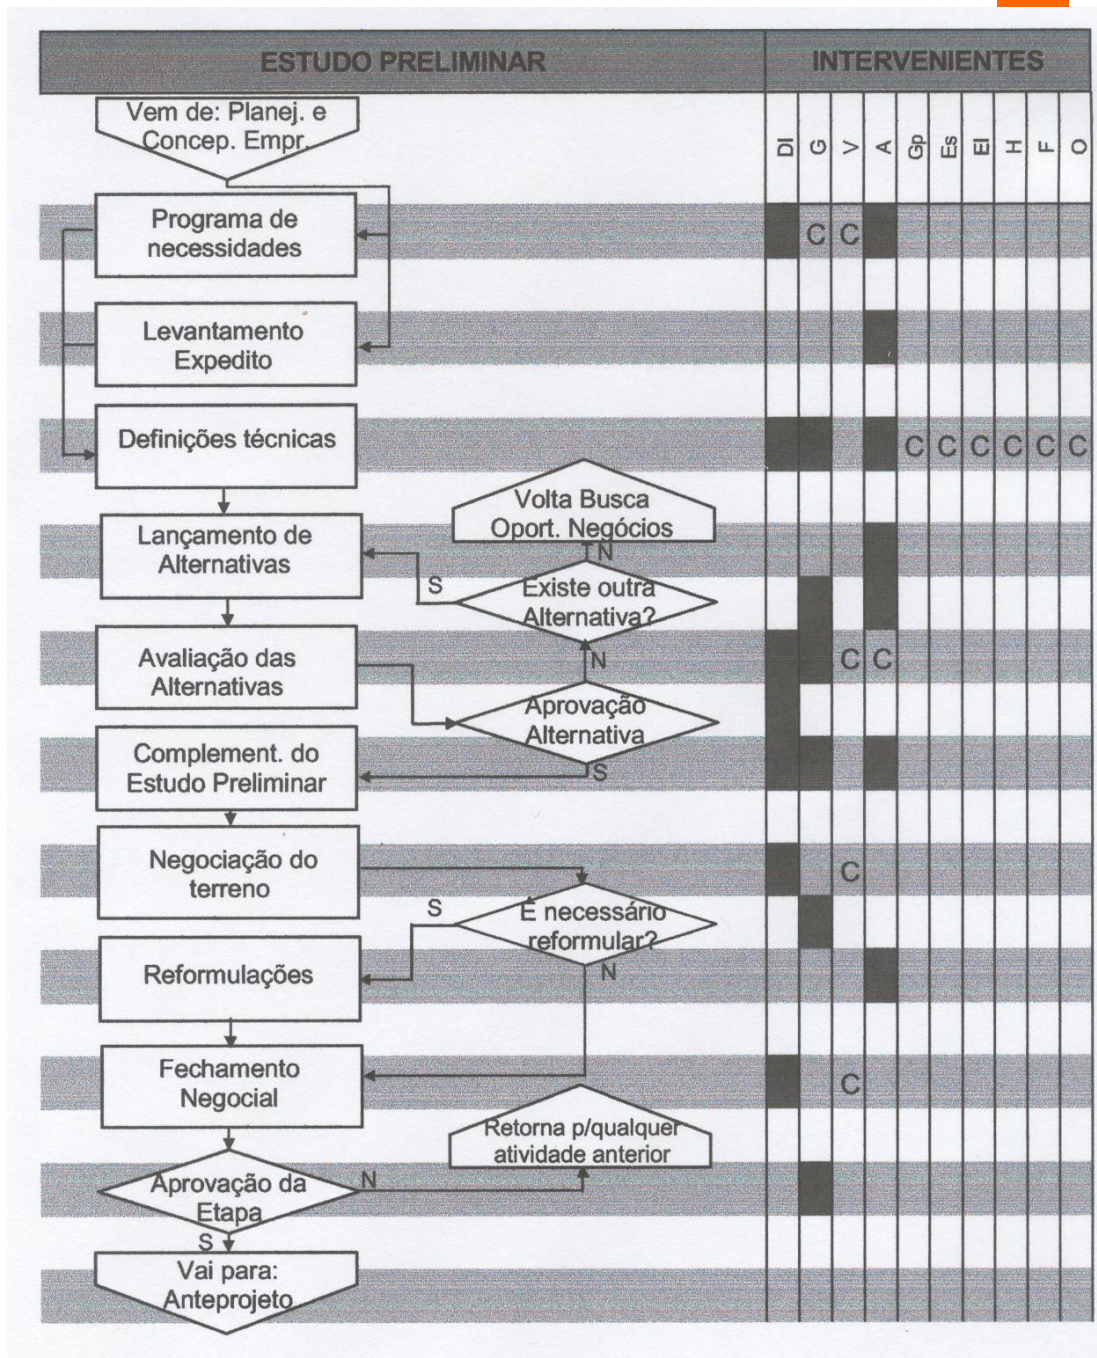 ESTUDO PRELIMINAR
INTERVENIENTES
Vem de: Planej. e
Concep. Empr.
DI
G
V
A
Gp
Es
El
H
F
O
Programa de
necessidades
C
C
Levantamento
Expedito
Definições técnicas
C
C
C
C
C
C
Volta Busca
Oport. Negócios
N
Lançamento de
Alternativas
S
Existe outra
Alternativa?
N
Avaliação das
Alternativas
C
C
Aprovação
Alternativa
S
Complement. do
Estudo Preliminar
Negociação do
terreno
C
S
E necessário
reformular?
N
Reformulações
Fechamento
Negocial
C
Retorna p/qualquer
atividade anterior
N
Aprovação da
Etapa
S
Vai para:
Anteprojeto